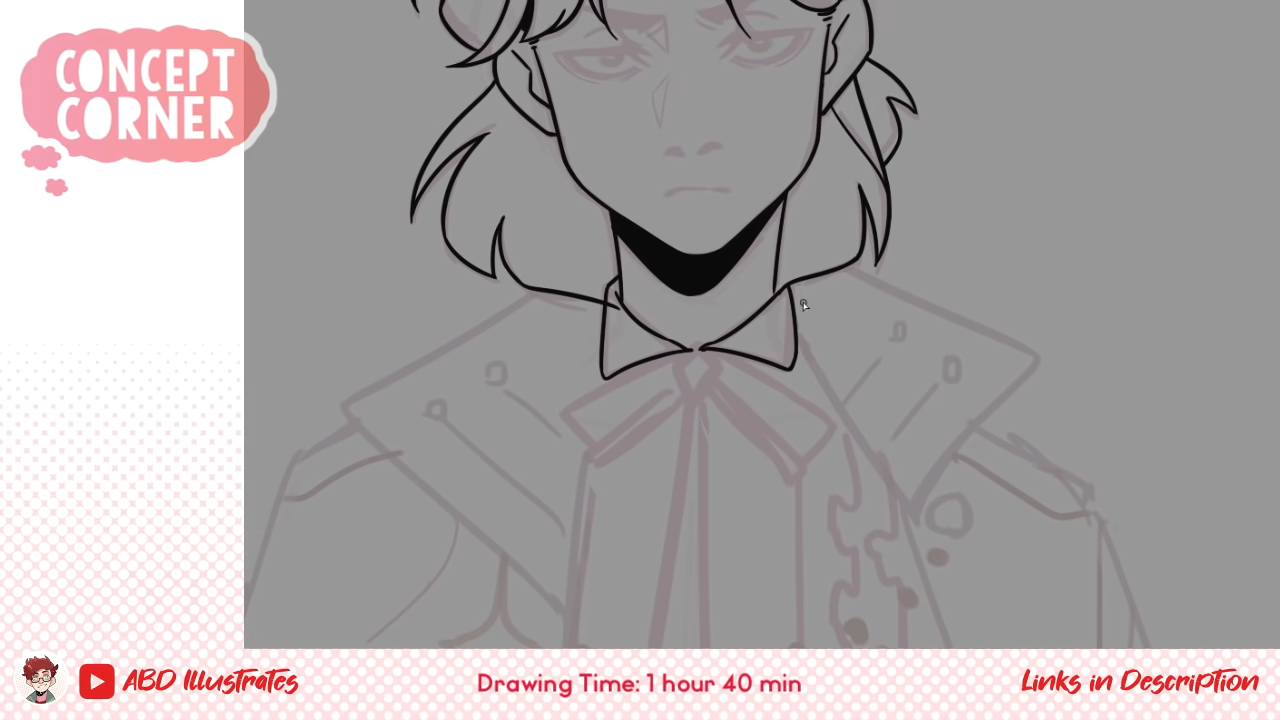 CONCEPT
CORNER
ABD Illustrates
Drawing Time: 1 hour 40 min
Links in Description